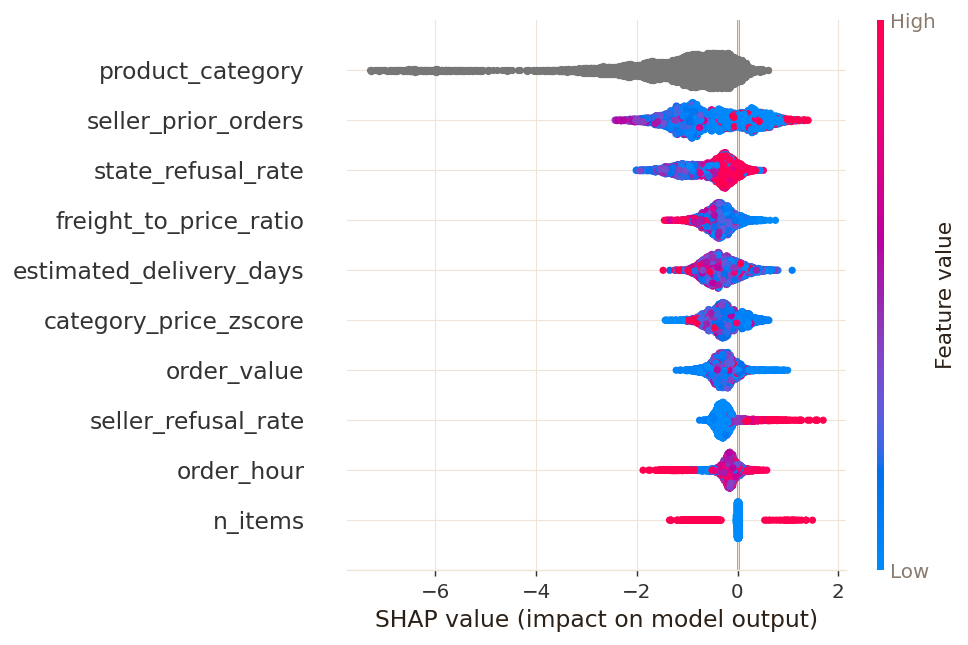 High
product_category
seller_prior_orders
state_refusal_rate
freight_to_price_ratio
estimated_delivery_days
category_price_zscore
order_value
seller_refusal_rate
order_hour
n_items
Feature value
Low
−6 −4 −2 0 2
SHAP value (impact on model output)